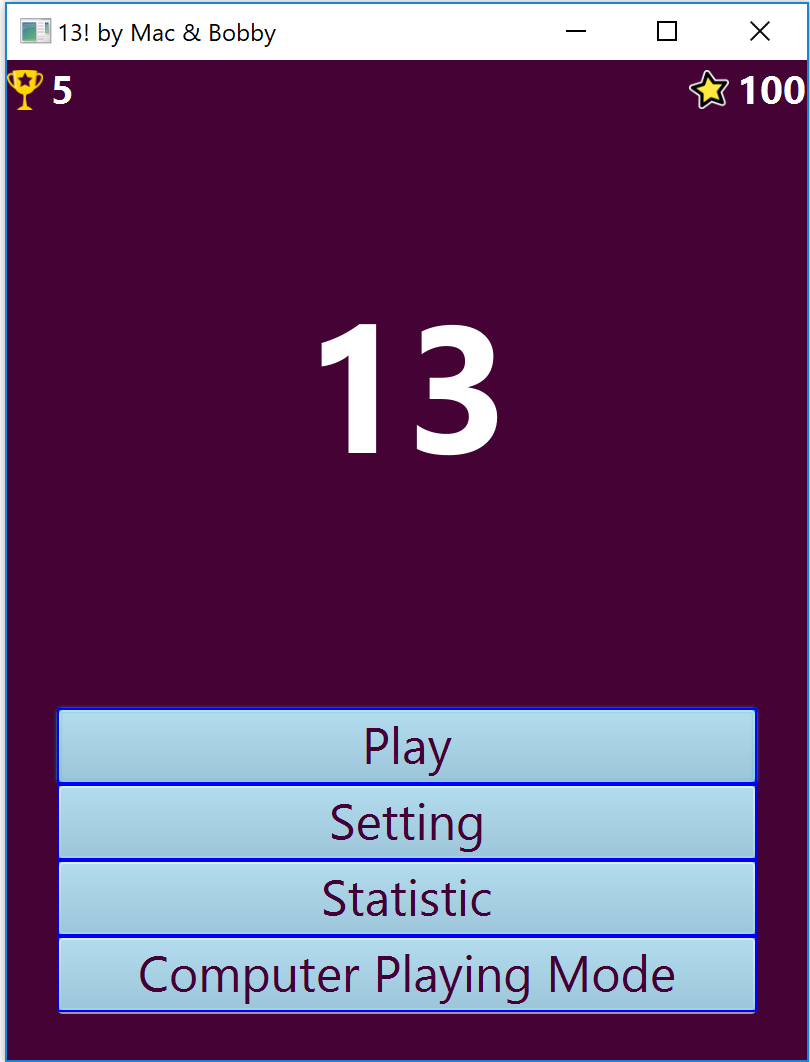 13! by Mac & Bobby
5
100
13
Play
Setting
Statistic
Computer Playing Mode